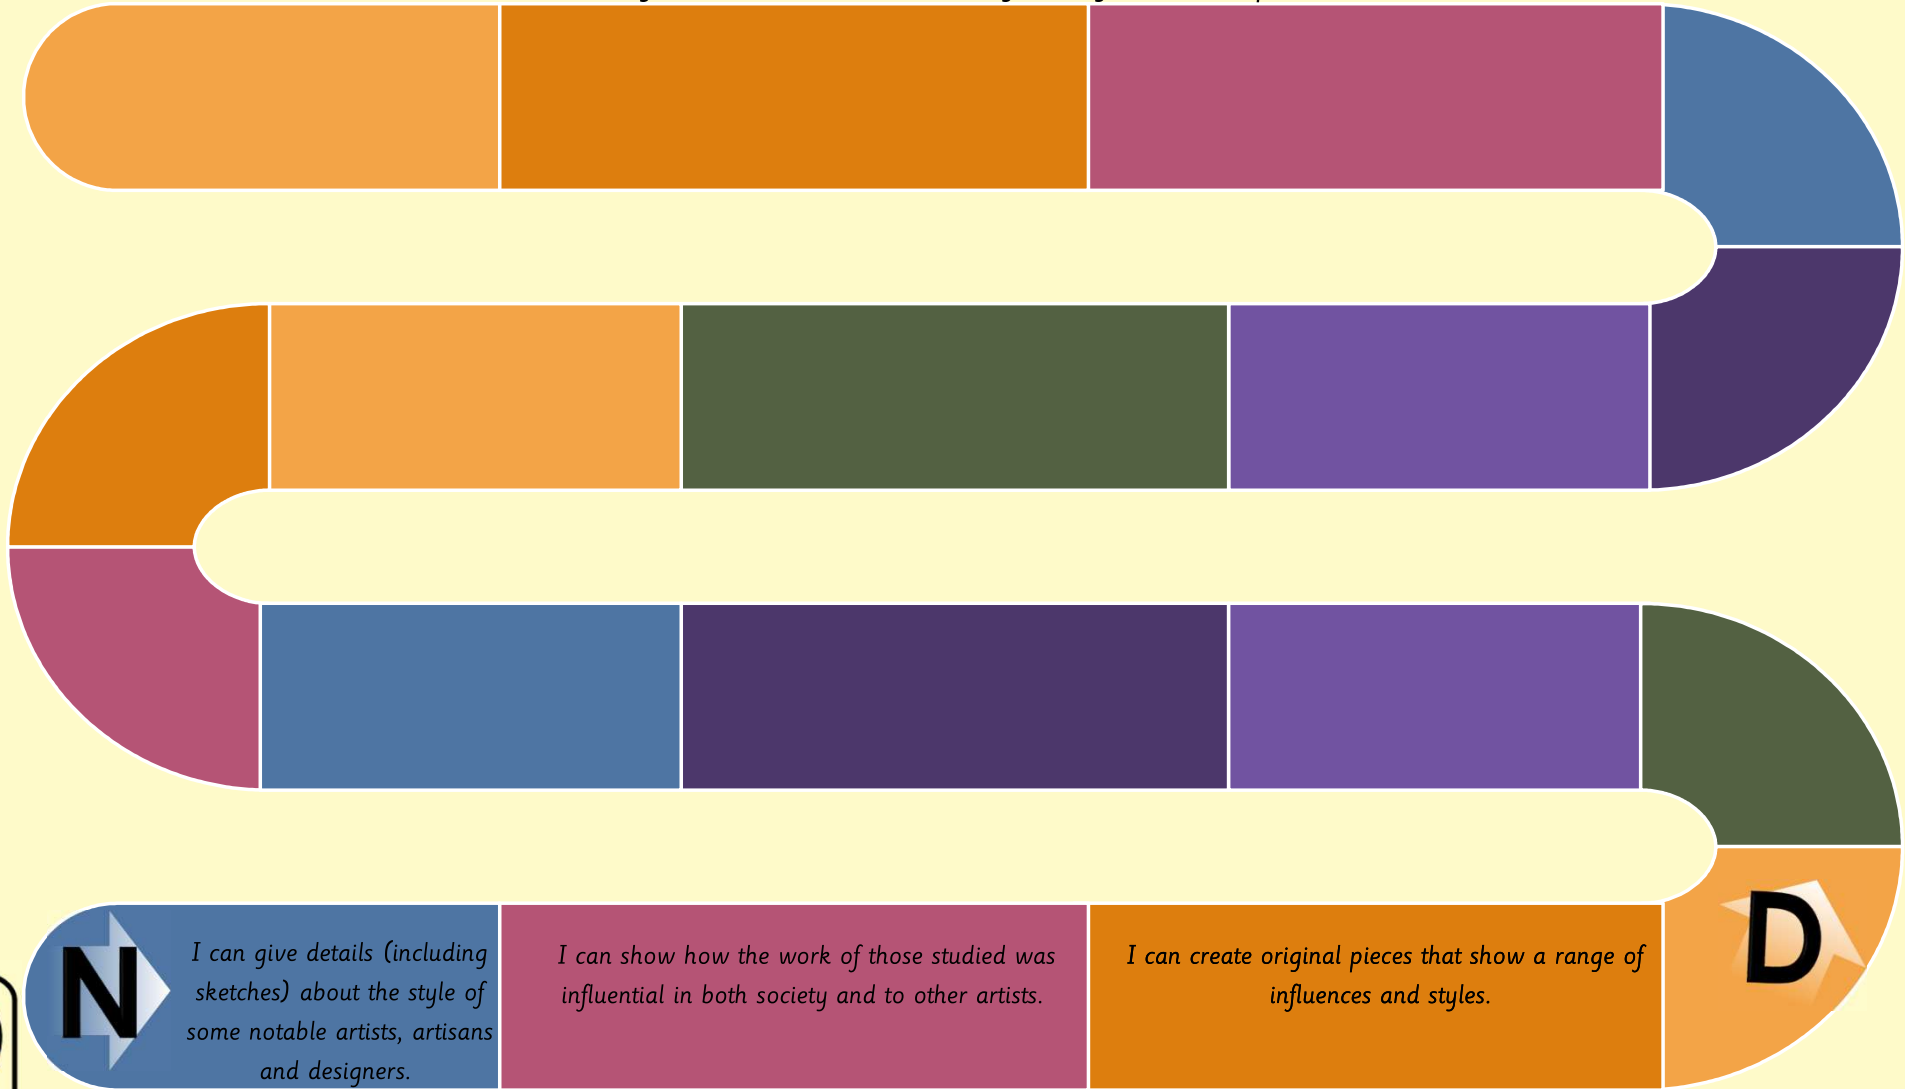 N
I can give details (including
sketches) about the style of
some notable artists, artisans
and designers.
I can show how the work of those studied was
influential in both society and to other artists.
I can create original pieces that show a range of
influences and styles.
D